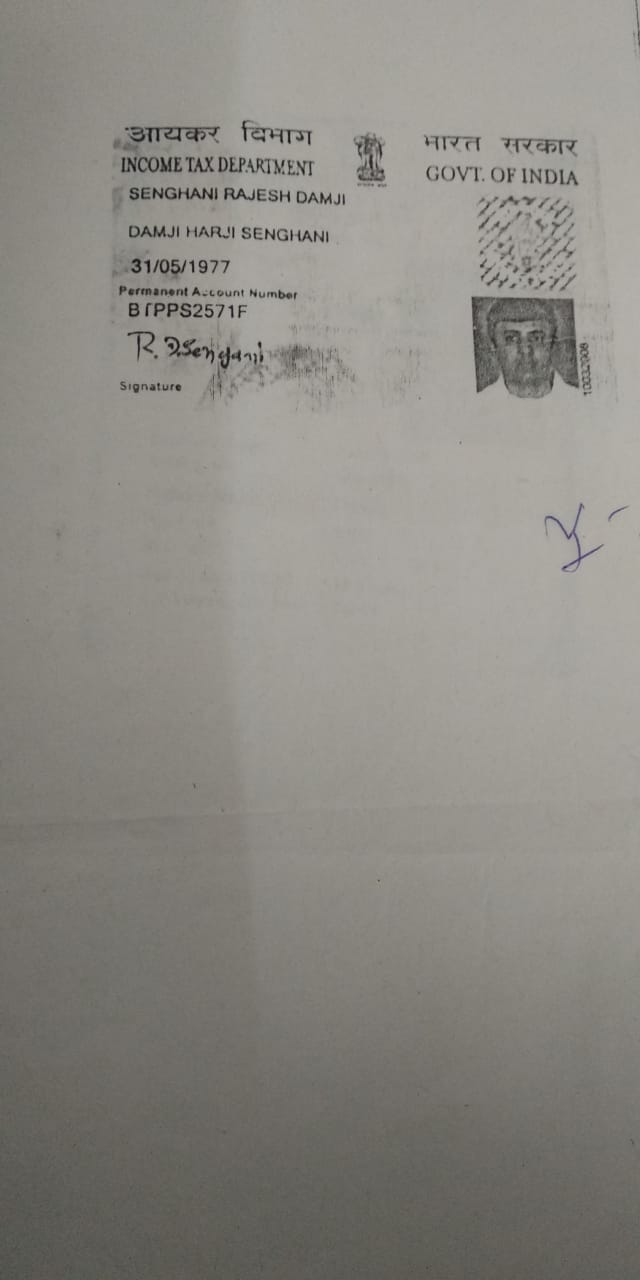 आयकर विभाग
भारत सरकार
INCOME TAX DEPARTMENT
GOVT. OF INDIA
SENGHANI RAJESH DAMJI
DAMJI HARJI SENGHANI
31/05/1977
Permanent Account Number
R. D. Senghani
Signature
10032008